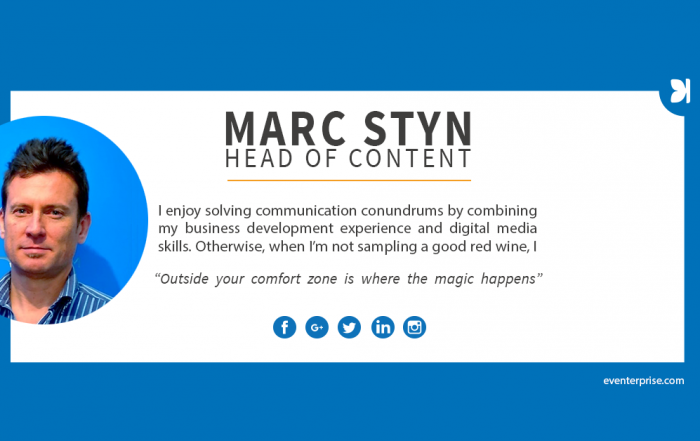 MARC STYN
HEAD OF CONTENT
I enjoy solving communication conundrums by combining
my business development experience and digital media
skills. Otherwise, when I’m not sampling a good red wine, I
“Outside your comfort zone is where the magic happens”
f G+ in
eventerprise.com